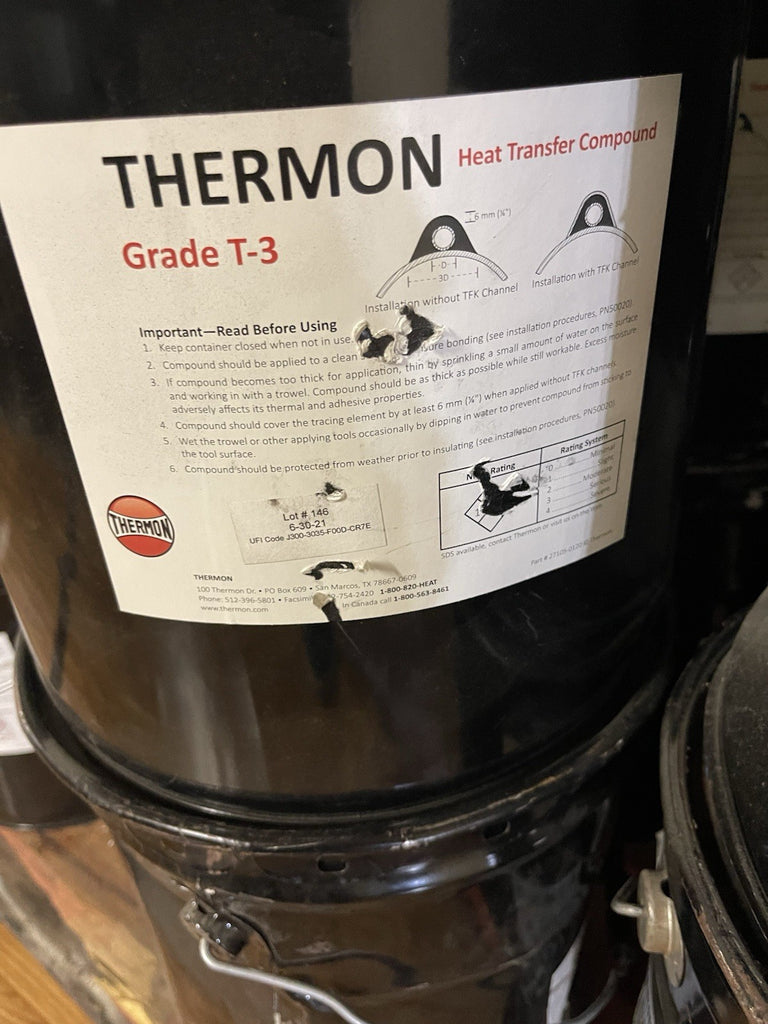 THERMON
Heat Transfer Compound
Grade T-3
6 mm (¼")
D
3D
Installation without TFK Channel
Installation with TFK Channel
Important—Read Before Using
1. Keep container closed when not in use.
2. Compound should be applied to a clean bonding (see installation procedures, PN50020).
3. If compound becomes too thick for application, thin by sprinkling a small amount of water on the surface
and working in with a trowel. Compound should be as thick as possible while still workable. Excess moisture
adversely affects its thermal and adhesive properties.
4. Compound should cover the tracing element by at least 6 mm (¼") when applied without TFK channels.
5. Wet the trowel or other applying tools occasionally by dipping in water to prevent compound from sticking to
the tool surface.
6. Compound should be protected from weather prior to insulating (see installation procedures, PN50020).
Rating
Rating System
0 Minimal
1 Slight
2 Moderate
3 Serious
4 Severe
1
THERMON
Lot # 146
6-30-21
UFI Code J300-3035-F00D-CR7E
SDS available, contact Thermon or visit us on the
THERMON
100 Thermon Dr. • PO Box 609 • San Marcos, TX 78667-0609
Phone: 512-396-5801 • 754-2420 1-800-820-HEAT
www.thermon.com In Canada call 1-800-563-8461
Part # 27105-0120 © Thermon